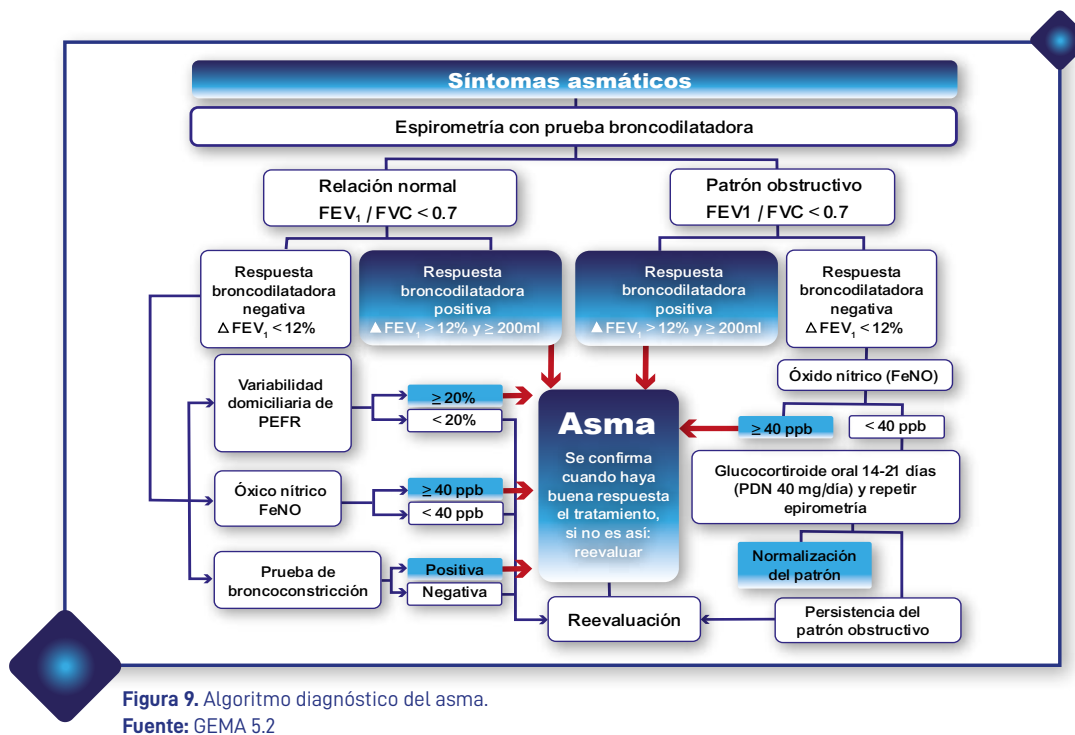 Síntomas asmáticos
Espirometría con prueba broncodilatadora
Relación normal
FEV₁ / FVC < 0.7
Patrón obstructivo
FEV1 / FVC < 0.7
Respuesta
broncodilatadora
negativa
△ FEV₁ < 12%
Respuesta
broncodilatadora
positiva
▲ FEV₁ > 12% y ≥ 200ml
Respuesta
broncodilatadora
positiva
▲ FEV₁ > 12% y ≥ 200ml
Respuesta
broncodilatadora
negativa
△ FEV₁ < 12%
Variabilidad
domiciliaria de
PEFR
≥ 20%
< 20%
Óxico nítrico
FeNO
≥ 40 ppb
< 40 ppb
Prueba de
broncoconstricción
Positiva
Negativa
Asma
Se confirma
cuando haya
buena respuesta
el tratamiento,
si no es así:
reevaluar
Reevaluación
Óxido nítrico (FeNO)
≥ 40 ppb
< 40 ppb
Glucocortiroide oral 14-21 días
(PDN 40 mg/día) y repetir
epirometría
Normalización
del patrón
Persistencia del
patrón obstructivo
Figura 9. Algoritmo diagnóstico del asma.
Fuente: GEMA 5.2